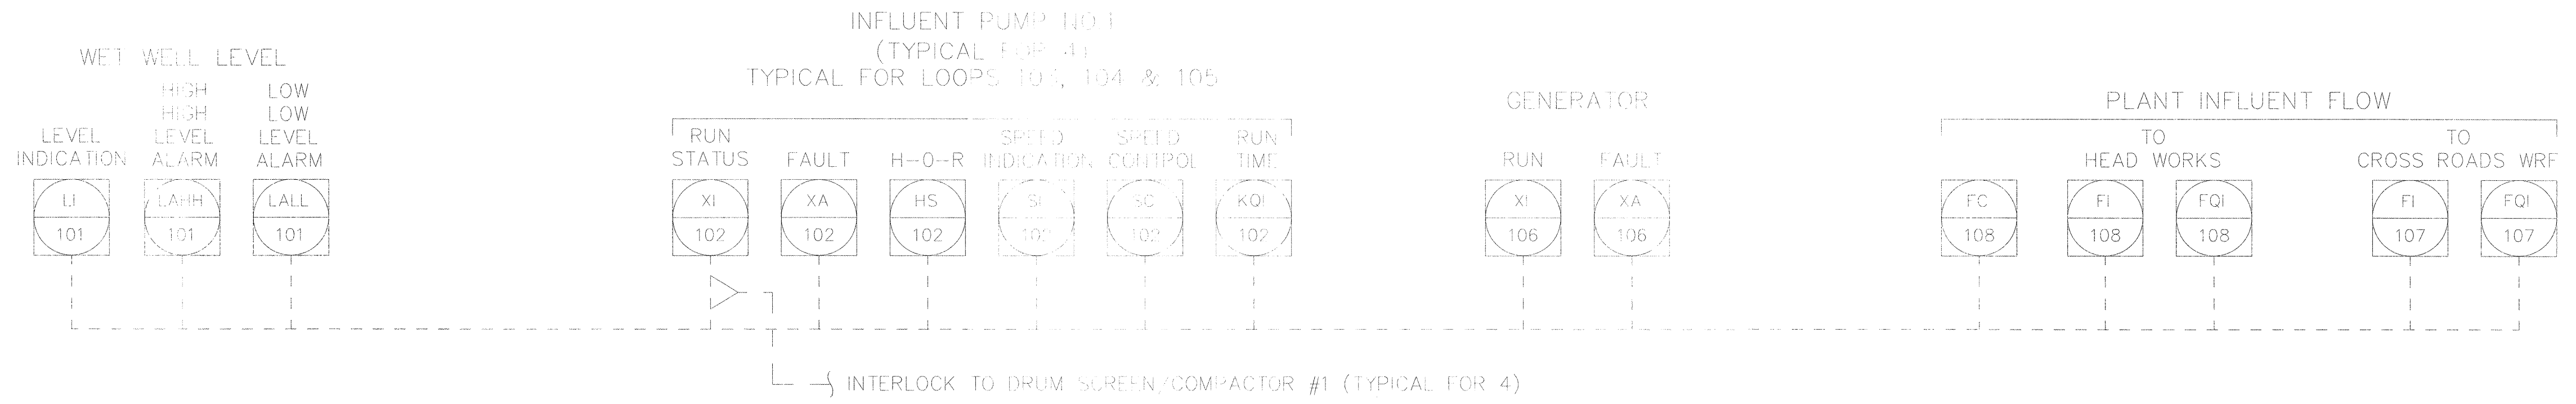 WET WELL LEVEL
LEVEL
INDICATION
HIGH
HIGH
LEVEL
ALARM
LOW
LOW
LEVEL
ALARM
LI
101
LAHH
101
LALL
101
INFLUENT PUMP NO 1
(TYPICAL FOR 4)
TYPICAL FOR LOOPS 103, 104 & 105
RUN
STATUS
FAULT
H-O-R
SPEED
INDICATION
SPEED
CONTROL
RUN
TIME
XI
102
XA
102
HS
102
SI
102
SC
102
KQI
102
GENERATOR
RUN
FAULT
XI
106
XA
106
PLANT INFLUENT FLOW
TO
HEAD WORKS
TO
CROSS ROADS WRF
FC
108
FI
108
FQI
108
FI
107
FQI
107
INTERLOCK TO DRUM SCREEN/COMPACTOR #1 (TYPICAL FOR 4)